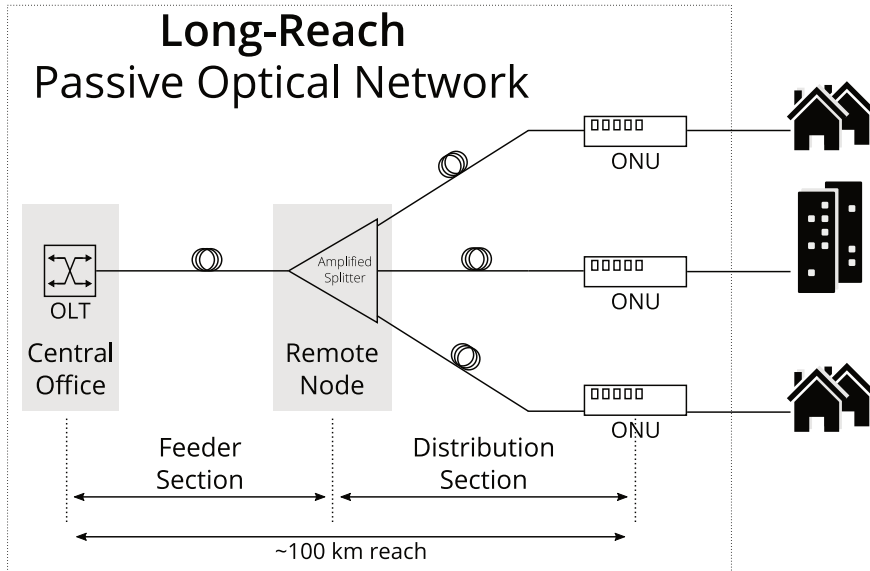 Long-Reach
Passive Optical Network
ONU
Amplified
Splitter
ONU
OLT
Central
Office
Remote
Node
ONU
Feeder
Section
Distribution
Section
~100 km reach